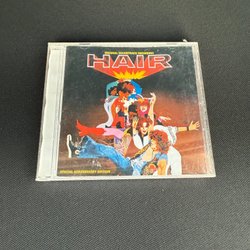 ORIGINAL SOUNDTRACK RECORDING
HAIR
SPECIAL ANNIVERSARY EDITION